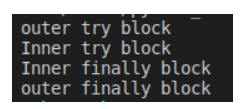 outer try block
Inner try block
Inner finally block
outer finally block